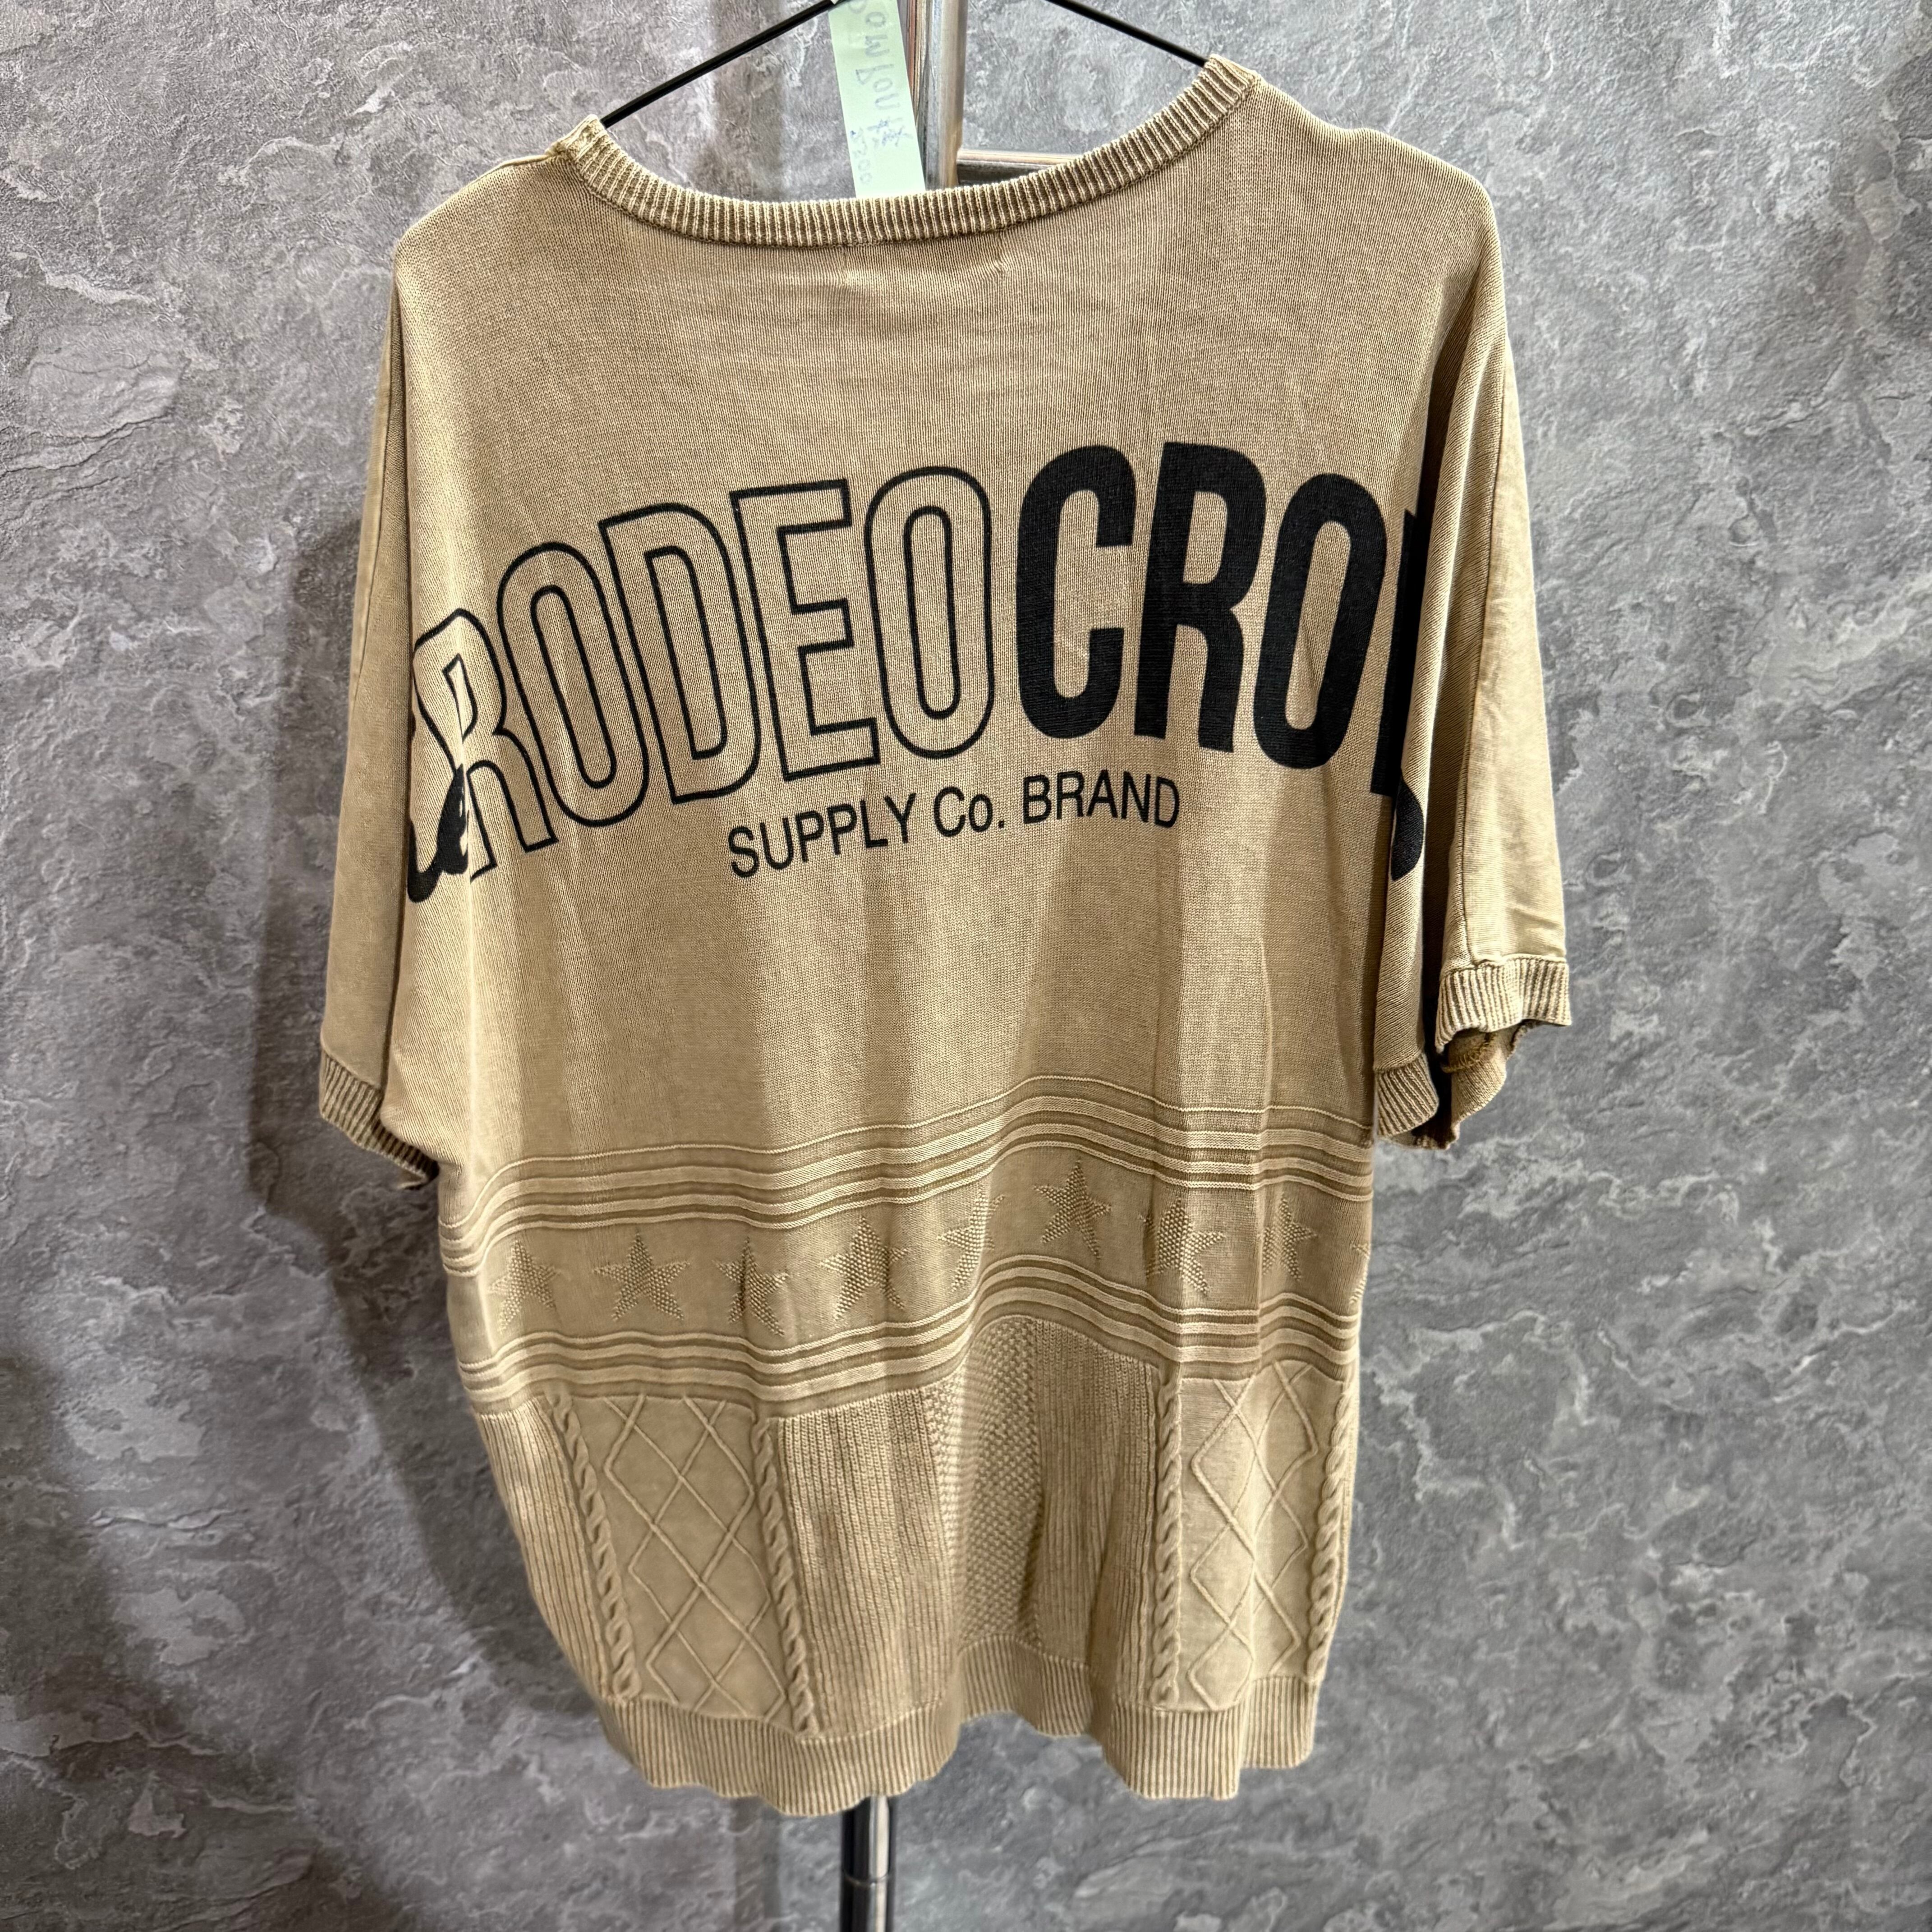 RODEOCRO
SUPPLY Co. BRAND